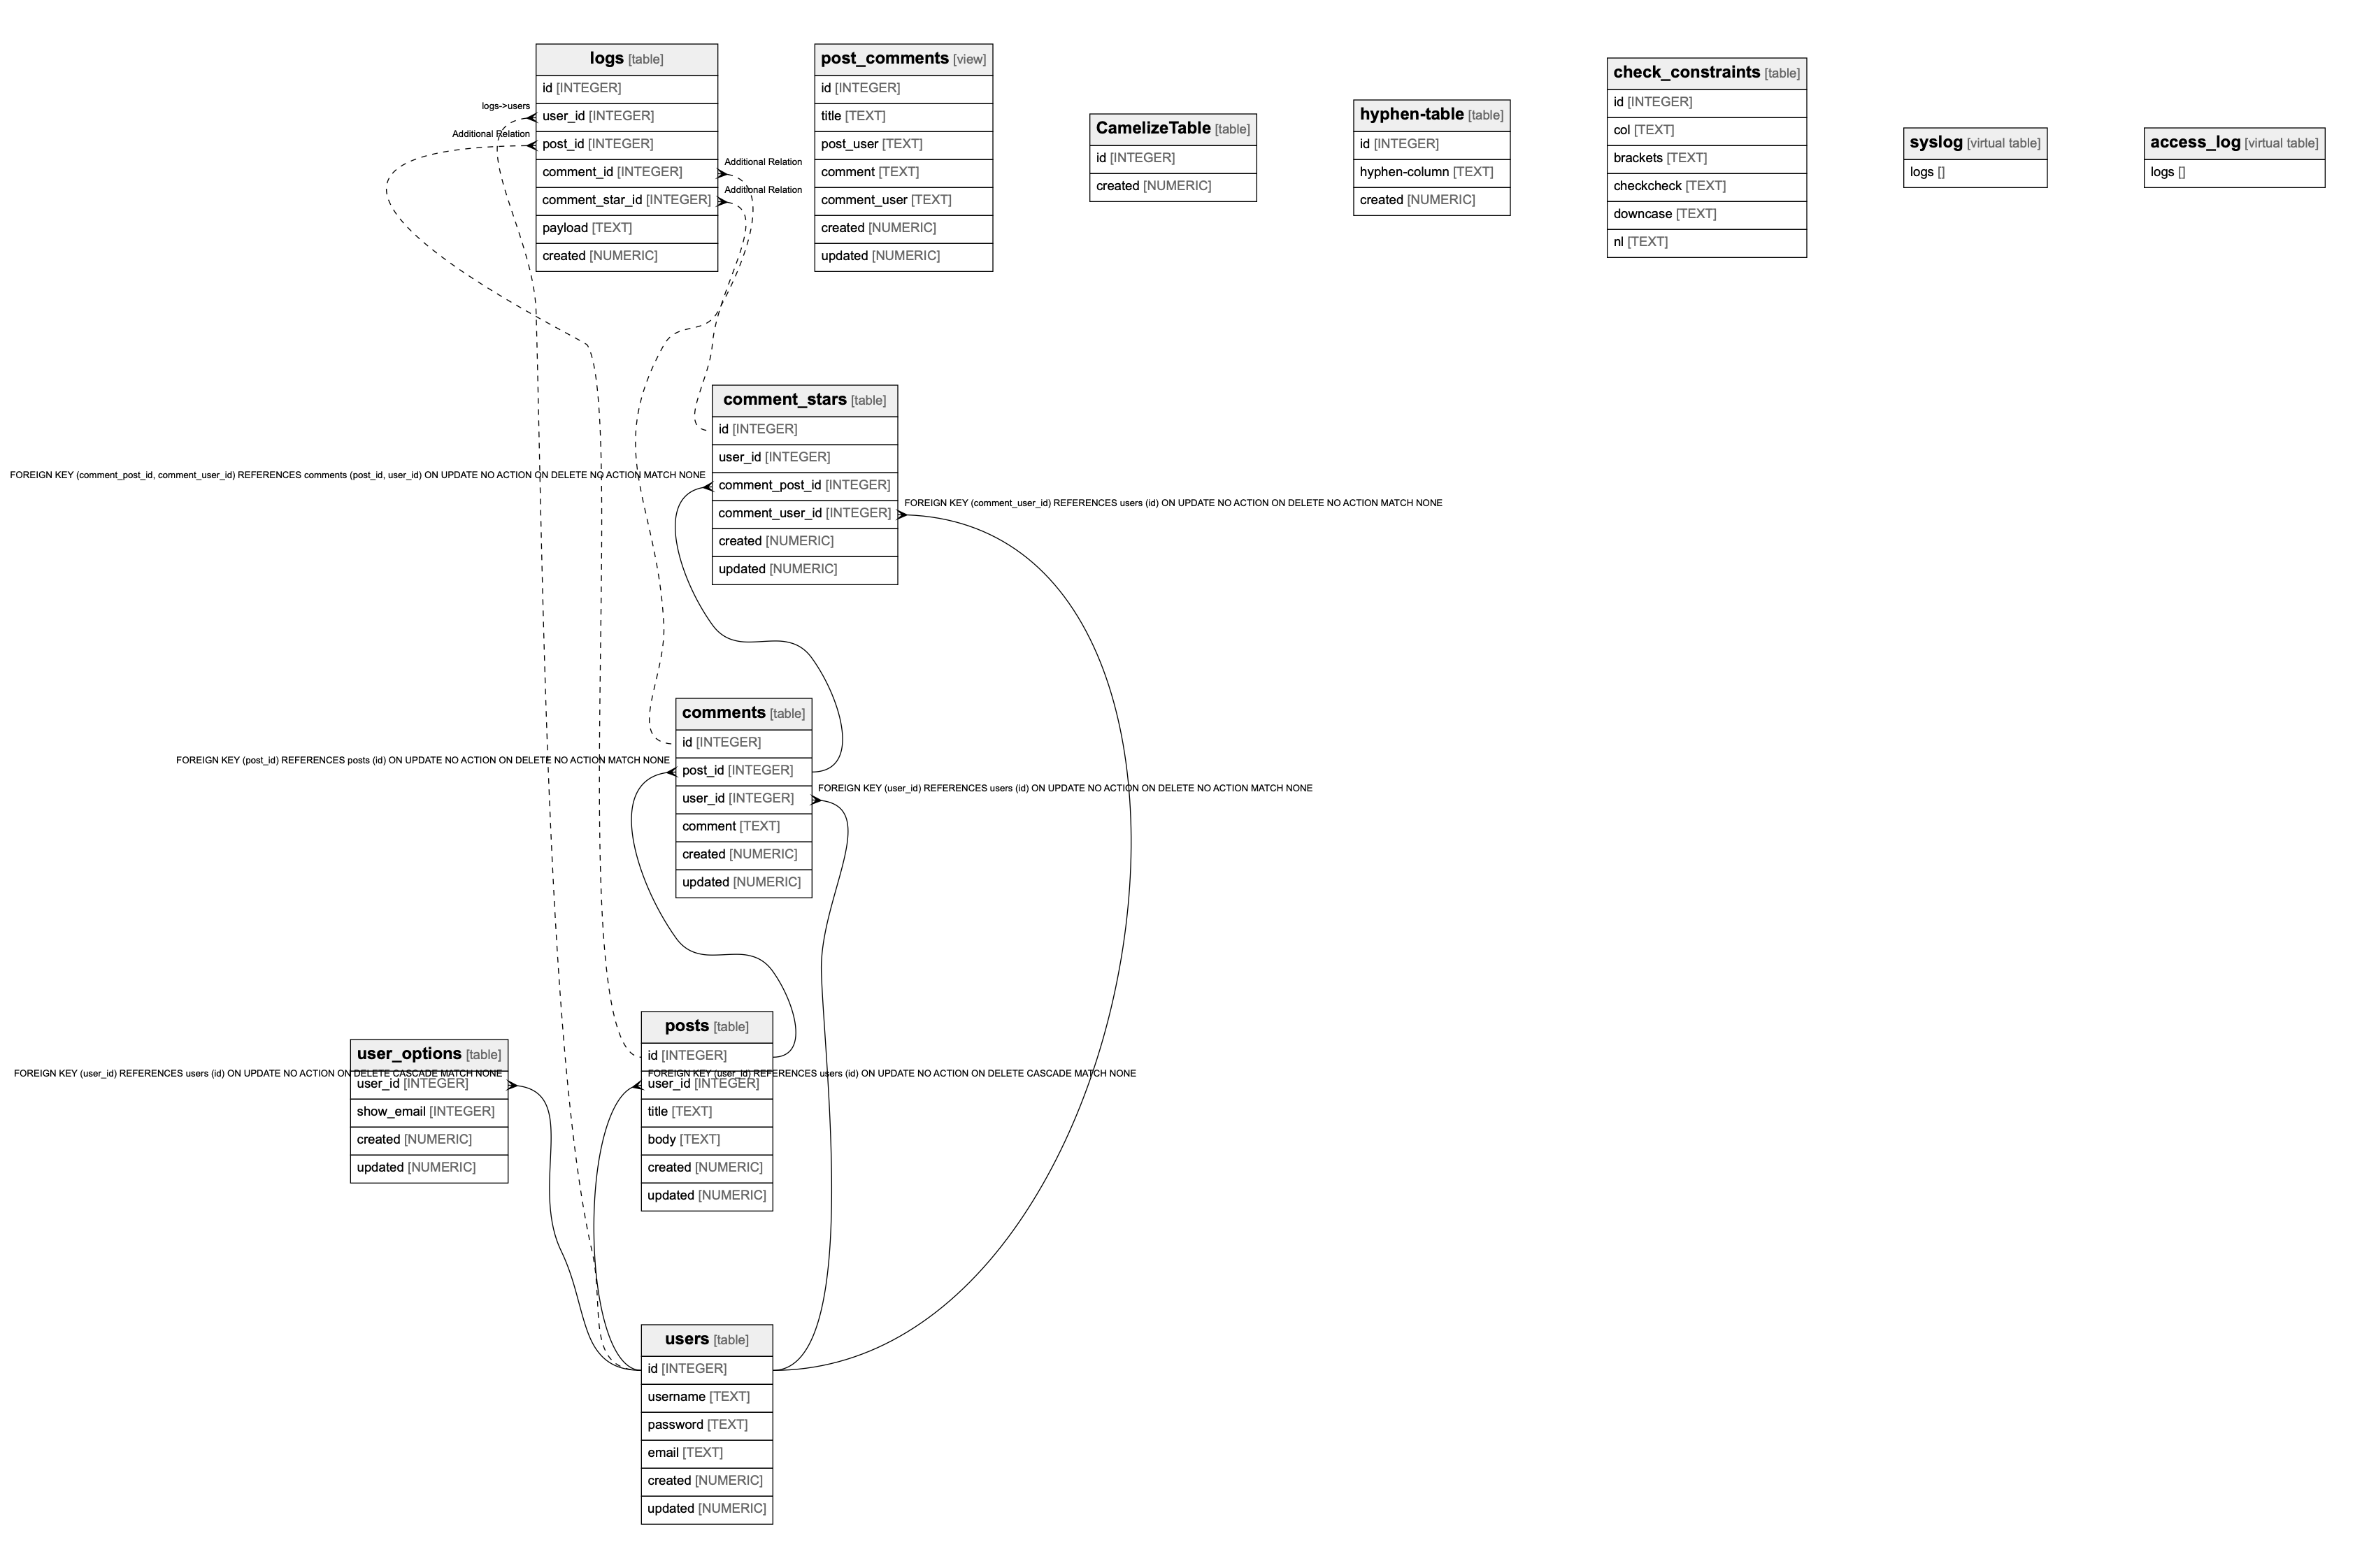 logs [table]
id [INTEGER]
logs->users
user_id [INTEGER]
Additional Relation
post_id [INTEGER]
Additional Relation
comment_id [INTEGER]
Additional Relation
comment_star_id [INTEGER]
payload [TEXT]
created [NUMERIC]
post_comments [view]
id [INTEGER]
title [TEXT]
post_user [TEXT]
comment [TEXT]
comment_user [TEXT]
created [NUMERIC]
updated [NUMERIC]
CamelizeTable [table]
id [INTEGER]
created [NUMERIC]
hyphen-table [table]
id [INTEGER]
hyphen-column [TEXT]
created [NUMERIC]
check_constraints [table]
id [INTEGER]
col [TEXT]
brackets [TEXT]
checkcheck [TEXT]
downcase [TEXT]
nl [TEXT]
syslog [virtual table]
logs []
access_log [virtual table]
logs []
comment_stars [table]
id [INTEGER]
user_id [INTEGER]
FOREIGN KEY (comment_post_id, comment_user_id) REFERENCES comments (post_id, user_id) ON UPDATE NO ACTION ON DELETE NO ACTION MATCH NONE
comment_post_id [INTEGER]
FOREIGN KEY (comment_user_id) REFERENCES users (id) ON UPDATE NO ACTION ON DELETE NO ACTION MATCH NONE
comment_user_id [INTEGER]
created [NUMERIC]
updated [NUMERIC]
comments [table]
id [INTEGER]
FOREIGN KEY (post_id) REFERENCES posts (id) ON UPDATE NO ACTION ON DELETE NO ACTION MATCH NONE
post_id [INTEGER]
FOREIGN KEY (user_id) REFERENCES users (id) ON UPDATE NO ACTION ON DELETE NO ACTION MATCH NONE
user_id [INTEGER]
comment [TEXT]
created [NUMERIC]
updated [NUMERIC]
user_options [table]
FOREIGN KEY (user_id) REFERENCES users (id) ON UPDATE NO ACTION ON DELETE CASCADE MATCH NONE
user_id [INTEGER]
show_email [INTEGER]
created [NUMERIC]
updated [NUMERIC]
posts [table]
id [INTEGER]
FOREIGN KEY (user_id) REFERENCES users (id) ON UPDATE NO ACTION ON DELETE CASCADE MATCH NONE
user_id [INTEGER]
title [TEXT]
body [TEXT]
created [NUMERIC]
updated [NUMERIC]
users [table]
id [INTEGER]
username [TEXT]
password [TEXT]
email [TEXT]
created [NUMERIC]
updated [NUMERIC]